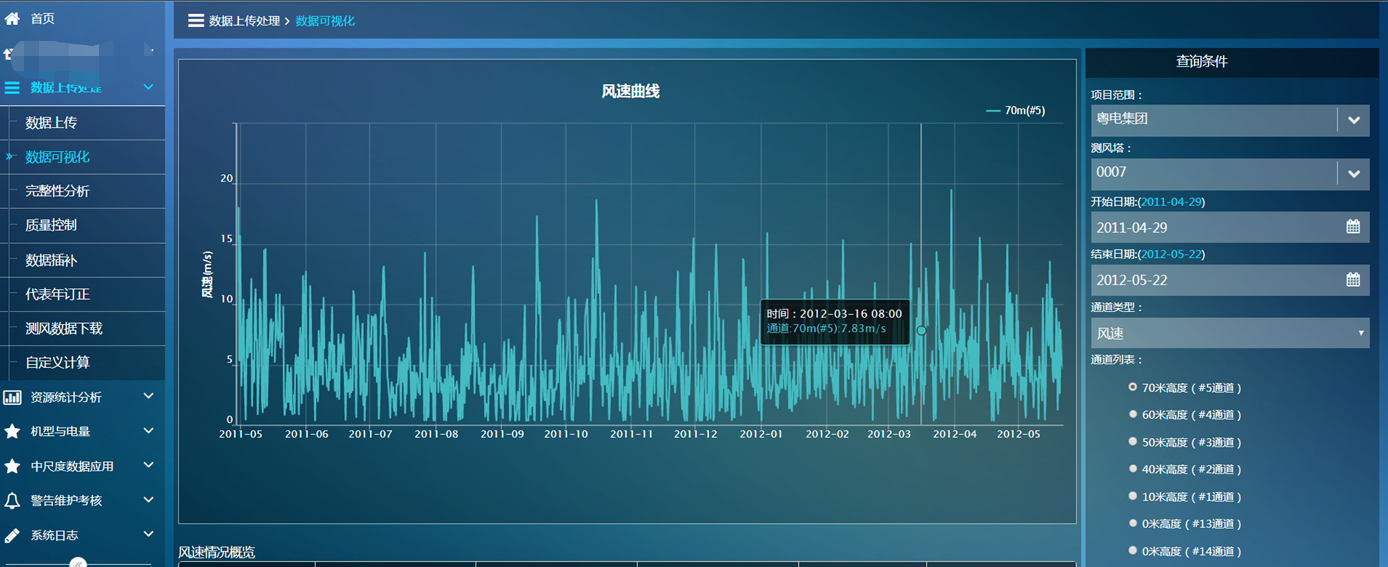 首页
数据上传处理
数据上传
数据可视化
完整性分析
质量控制
数据插补
代表年订正
测风数据下载
自定义计算
资源统计分析
机型与电量
中尺度数据应用
警告维护考核
系统日志
数据上传处理 > 数据可视化
风速曲线
70m(#5)
风速(m/s)
20
15
10
5
0
2011-05 2011-06 2011-07 2011-08 2011-09 2011-10 2011-11 2011-12 2012-01 2012-02 2012-03 2012-04 2012-05
时间：2012-03-16 08:00
通道:70m(#5):7.83m/s
风速情况概览
查询条件
项目范围：
粤电集团
测风塔：
0007
开始日期:(2011-04-29)
2011-04-29
结束日期:(2012-05-22)
2012-05-22
通道类型：
风速
通道列表：
70米高度（#5通道）
60米高度（#4通道）
50米高度（#3通道）
40米高度（#2通道）
10米高度（#1通道）
0米高度（#13通道）
0米高度（#14通道）